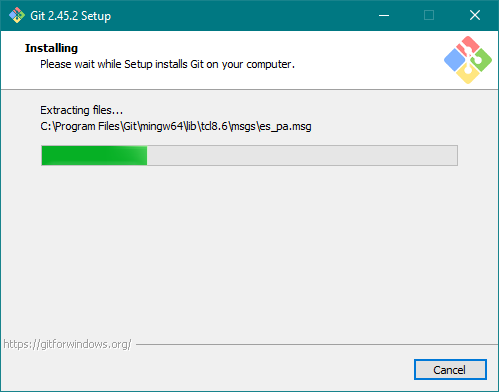 Git 2.45.2 Setup
Installing
Please wait while Setup installs Git on your computer.
Extracting files...
C:\Program Files\Git\mingw64\lib\tcl8.6\msgs\es_pa.msg
https://gitforwindows.org/
Cancel